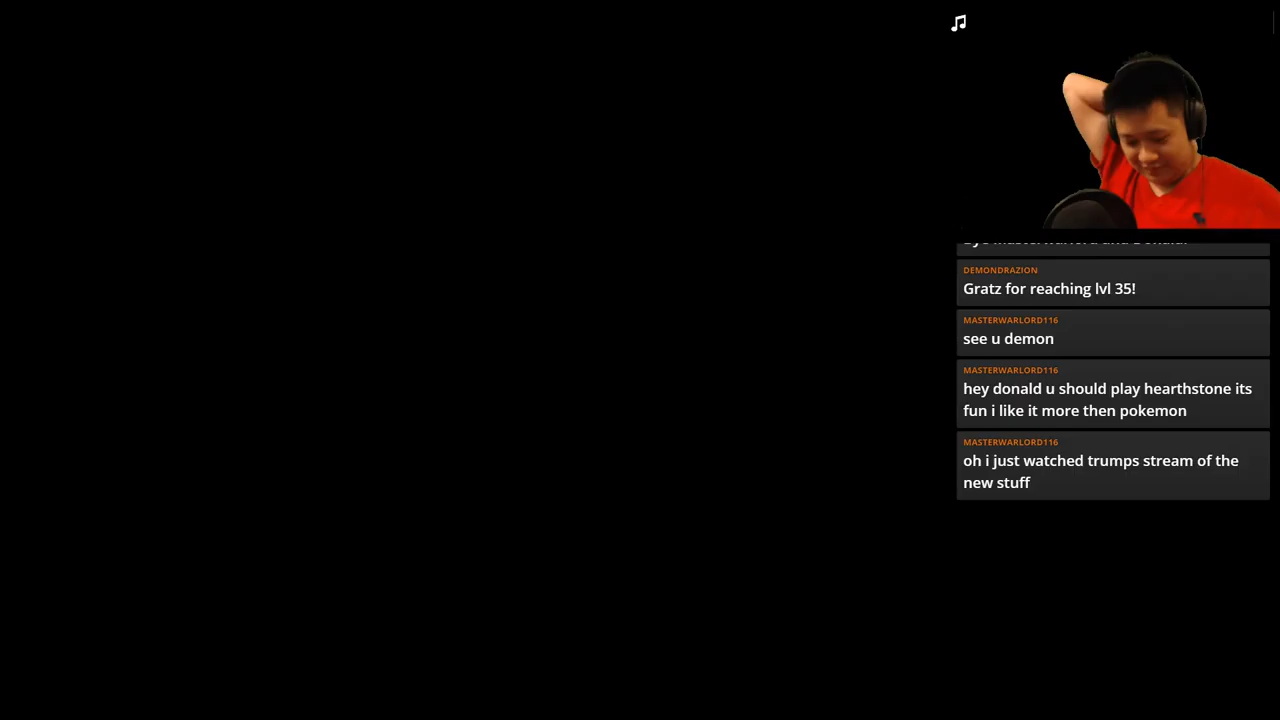 DEMONDRAZION
Gratz for reaching lvl 35!
MASTERWARLORD116
see u demon
MASTERWARLORD116
hey donald u should play hearthstone its
fun i like it more then pokemon
MASTERWARLORD116
oh i just watched trumps stream of the
new stuff